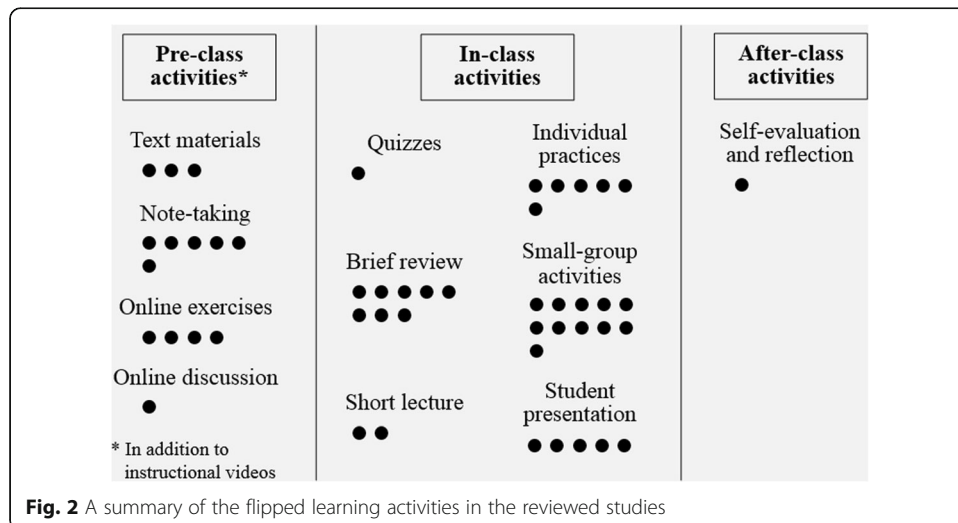 Pre-class
activities*
Text materials
Note-taking
Online exercises
Online discussion
* In addition to
instructional videos
In-class
activities
Quizzes
Brief review
Short lecture
Individual
practices
Small-group
activities
Student
presentation
After-class
activities
Self-evaluation
and reflection
Fig. 2 A summary of the flipped learning activities in the reviewed studies